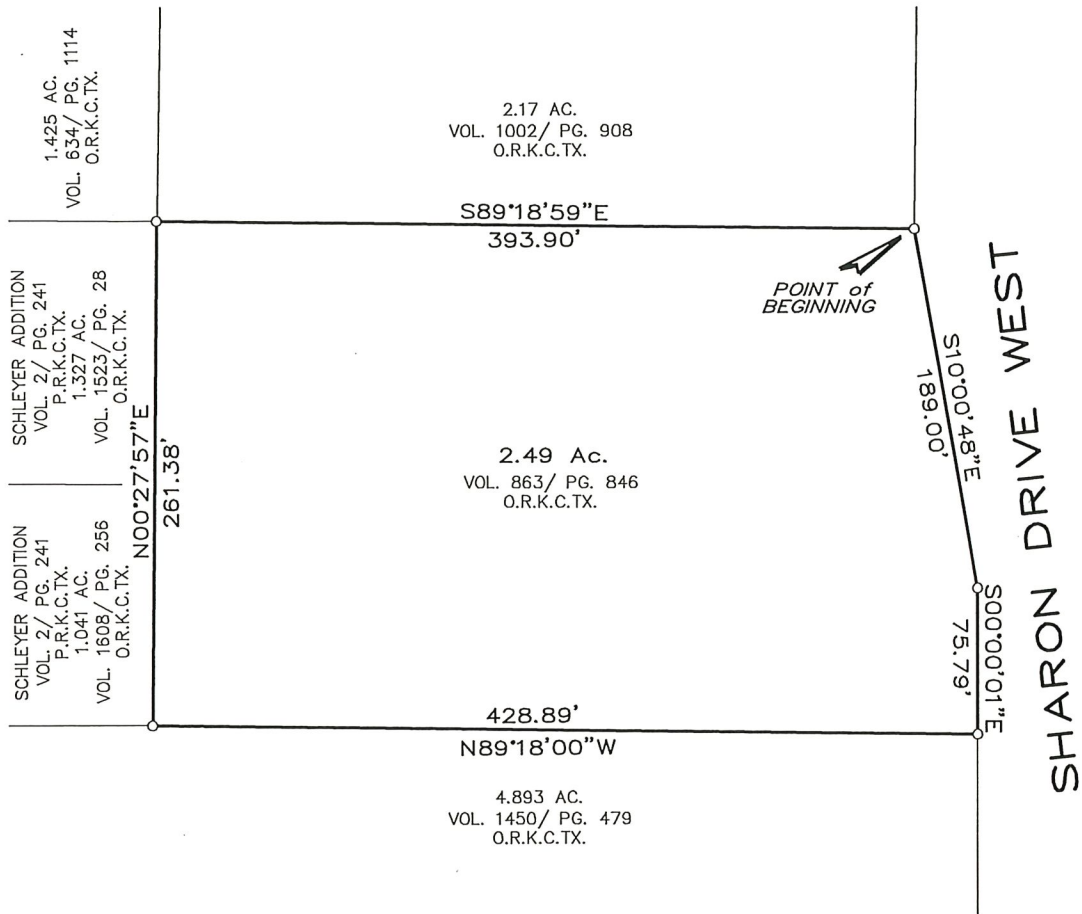 1.425 AC.
VOL. 634/ PG. 1114
O.R.K.C.TX.
2.17 AC.
VOL. 1002/ PG. 908
O.R.K.C.TX.
S89°18'59"E
393.90'
POINT of
BEGINNING
SCHLEYER ADDITION
VOL. 2/ PG. 241
P.R.K.C.TX.
1.327 AC.
VOL. 1523/ PG. 28
O.R.K.C.TX.
N00°27'57"E
261.38'
2.49 Ac.
VOL. 863/ PG. 846
O.R.K.C.TX.
S10°00'48"E
189.00'
SHARON DRIVE WEST
SCHLEYER ADDITION
VOL. 2/ PG. 241
P.R.K.C.TX.
1.041 AC.
VOL. 1608/ PG. 256
O.R.K.C.TX.
S00°00'01"E
75.79'
428.89'
N89°18'00"W
4.893 AC.
VOL. 1450/ PG. 479
O.R.K.C.TX.